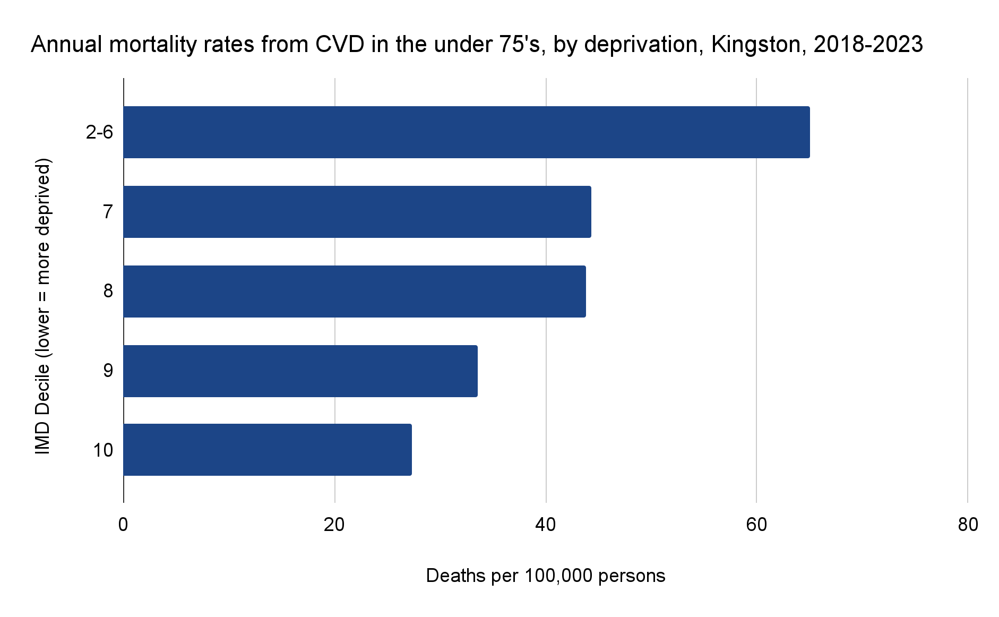 Annual mortality rates from CVD in the under 75's, by deprivation, Kingston, 2018-2023
IMD Decile (lower = more deprived)
2-6
7
8
9
10
0 20 40 60 80
Deaths per 100,000 persons